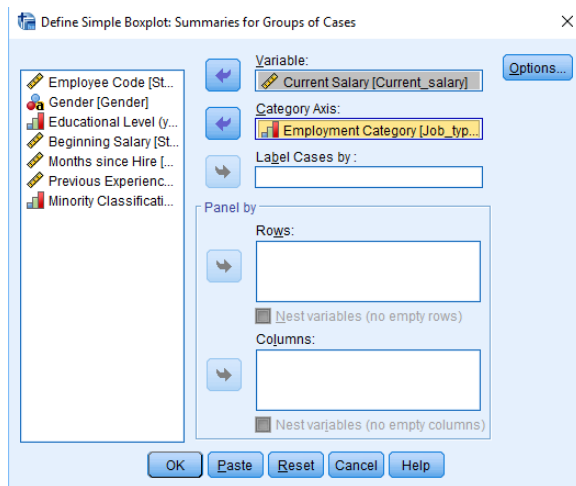 Define Simple Boxplot: Summaries for Groups of Cases
Variable:
Current Salary [Current_salary]
Options...
Employee Code [St...
Gender [Gender]
Educational Level (y...
Beginning Salary [St...
Months since Hire [...
Previous Experienc...
Minority Classificati...
Category Axis:
Employment Category [Job_typ...
Label Cases by :
Panel by
Rows:
Nest variables (no empty rows)
Columns:
Nest variables (no empty columns)
OK Paste Reset Cancel Help